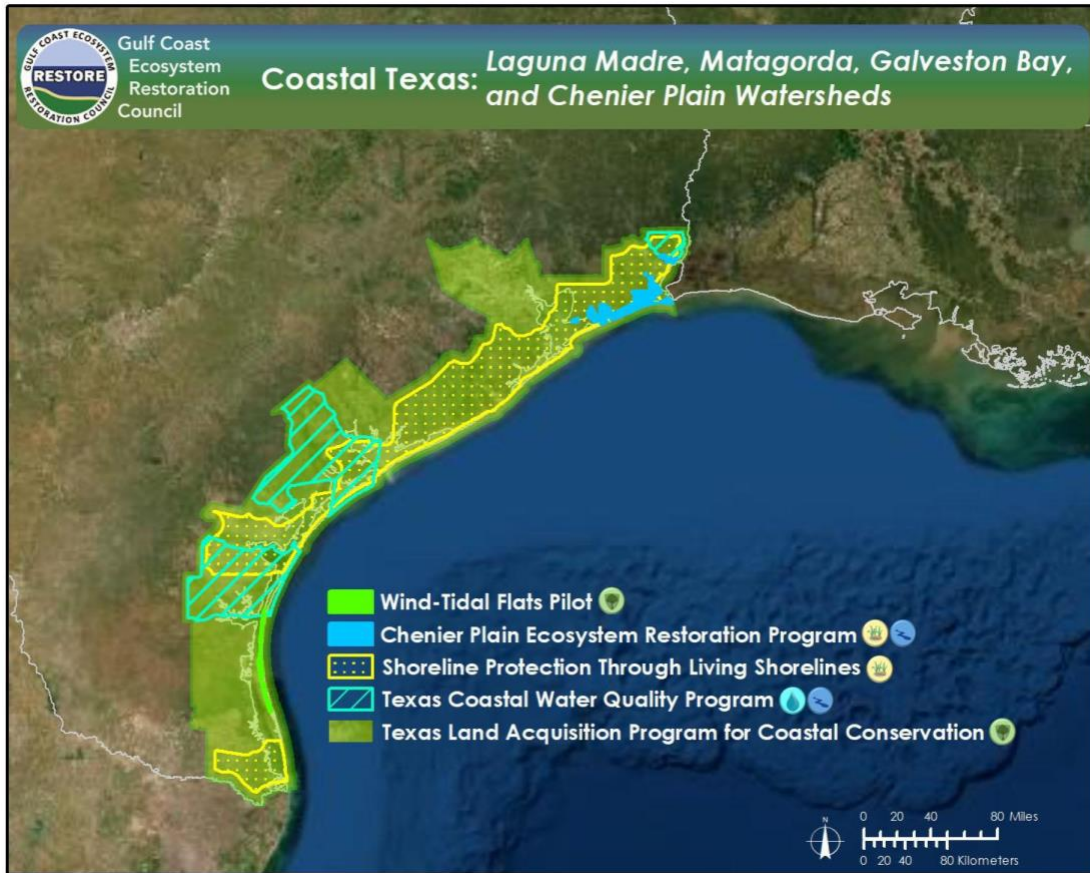 GULF COAST ECOSYSTEM
RESTORE
RESTORATION COUNCIL
Gulf Coast
Ecosystem
Restoration
Council
Coastal Texas: Laguna Madre, Matagorda, Galveston Bay,
and Chenier Plain Watersheds
Wind-Tidal Flats Pilot
Chenier Plain Ecosystem Restoration Program
Shoreline Protection Through Living Shorelines
Texas Coastal Water Quality Program
Texas Land Acquisition Program for Coastal Conservation
N
0 20 40 80 Miles
0 20 40 80 Kilometers